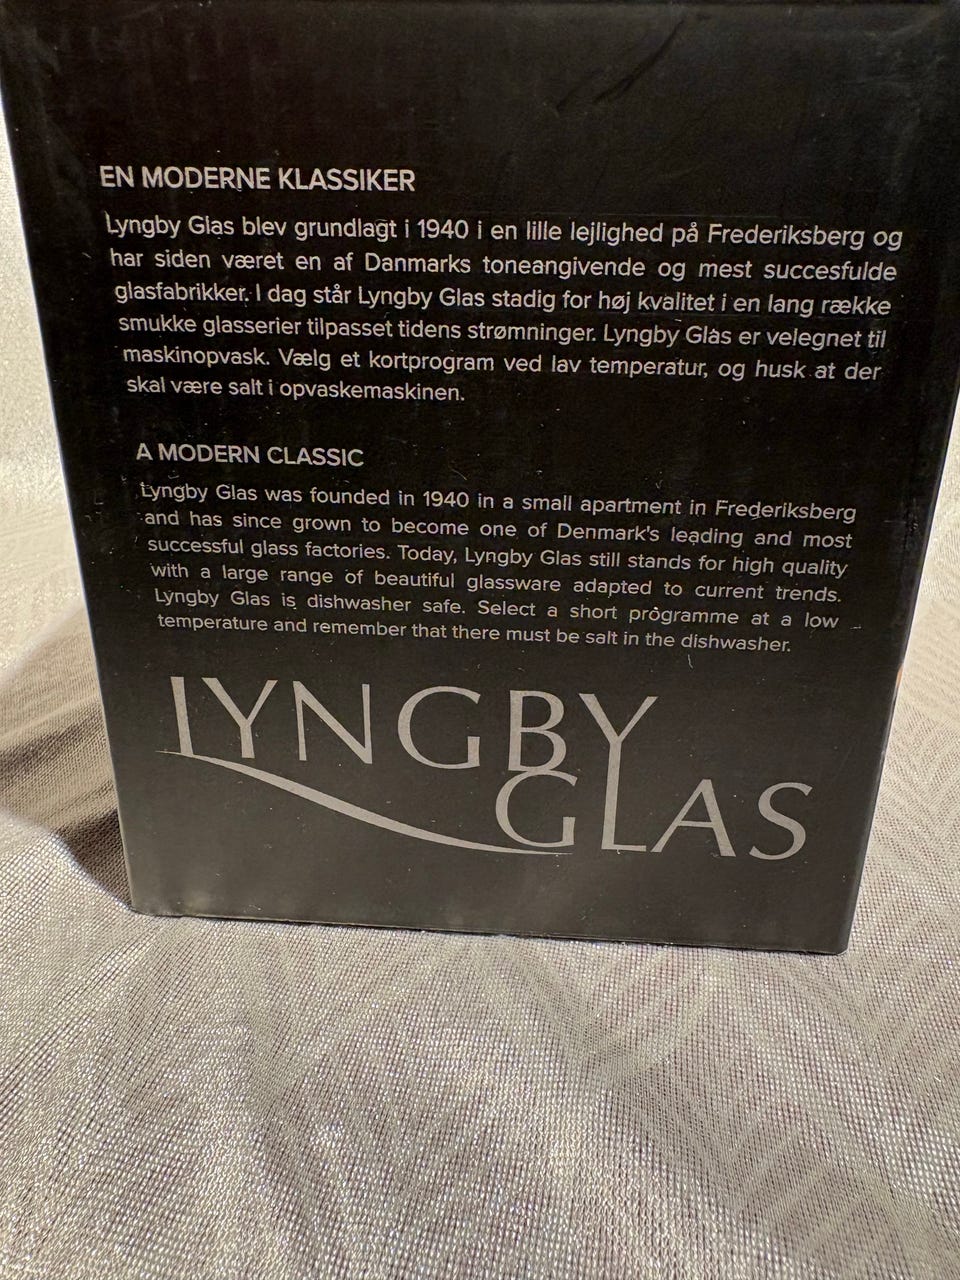 EN MODERNE KLASSIKER
Lyngby Glas blev grundlagt i 1940 i en lille lejlighed på Frederiksberg og
har siden været en af Danmarks toneangivende og mest succesfulde
glasfabrikker. I dag står Lyngby Glas stadig for høj kvalitet i en lang række
smukke glasserier tilpasset tidens strømninger. Lyngby Glas er velegnet til
maskinopvask. Vælg et kortprogram ved lav temperatur, og husk at der
skal være salt i opvaskemaskinen.
A MODERN CLASSIC
Lyngby Glas was founded in 1940 in a small apartment in Frederiksberg
and has since grown to become one of Denmark's leading and most
successful glass factories. Today, Lyngby Glas still stands for high quality
with a large range of beautiful glassware adapted to current trends.
Lyngby Glas is dishwasher safe. Select a short programme at a low
temperature and remember that there must be salt in the dishwasher.
LYNGBY
GLAS